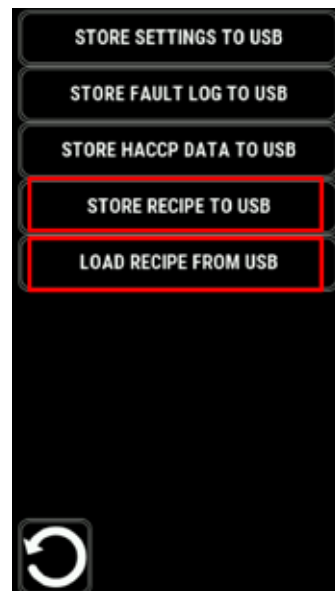 STORE SETTINGS TO USB
STORE FAULT LOG TO USB
STORE HACCP DATA TO USB
STORE RECIPE TO USB
LOAD RECIPE FROM USB